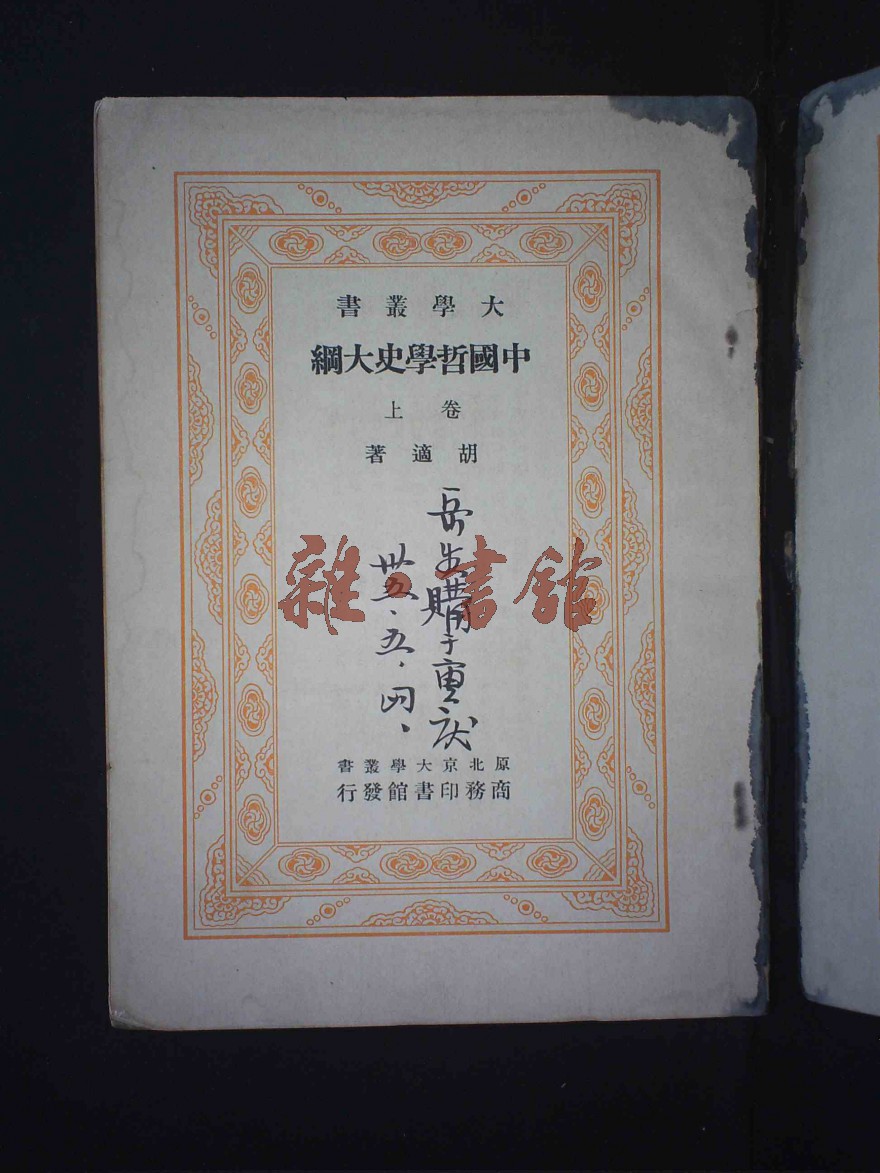 大學叢書
中國哲學史大綱
卷上
胡適著
岳生購于重慶
卅五、五、四、
雜·書館
原北京大學叢書
商務印書館發行